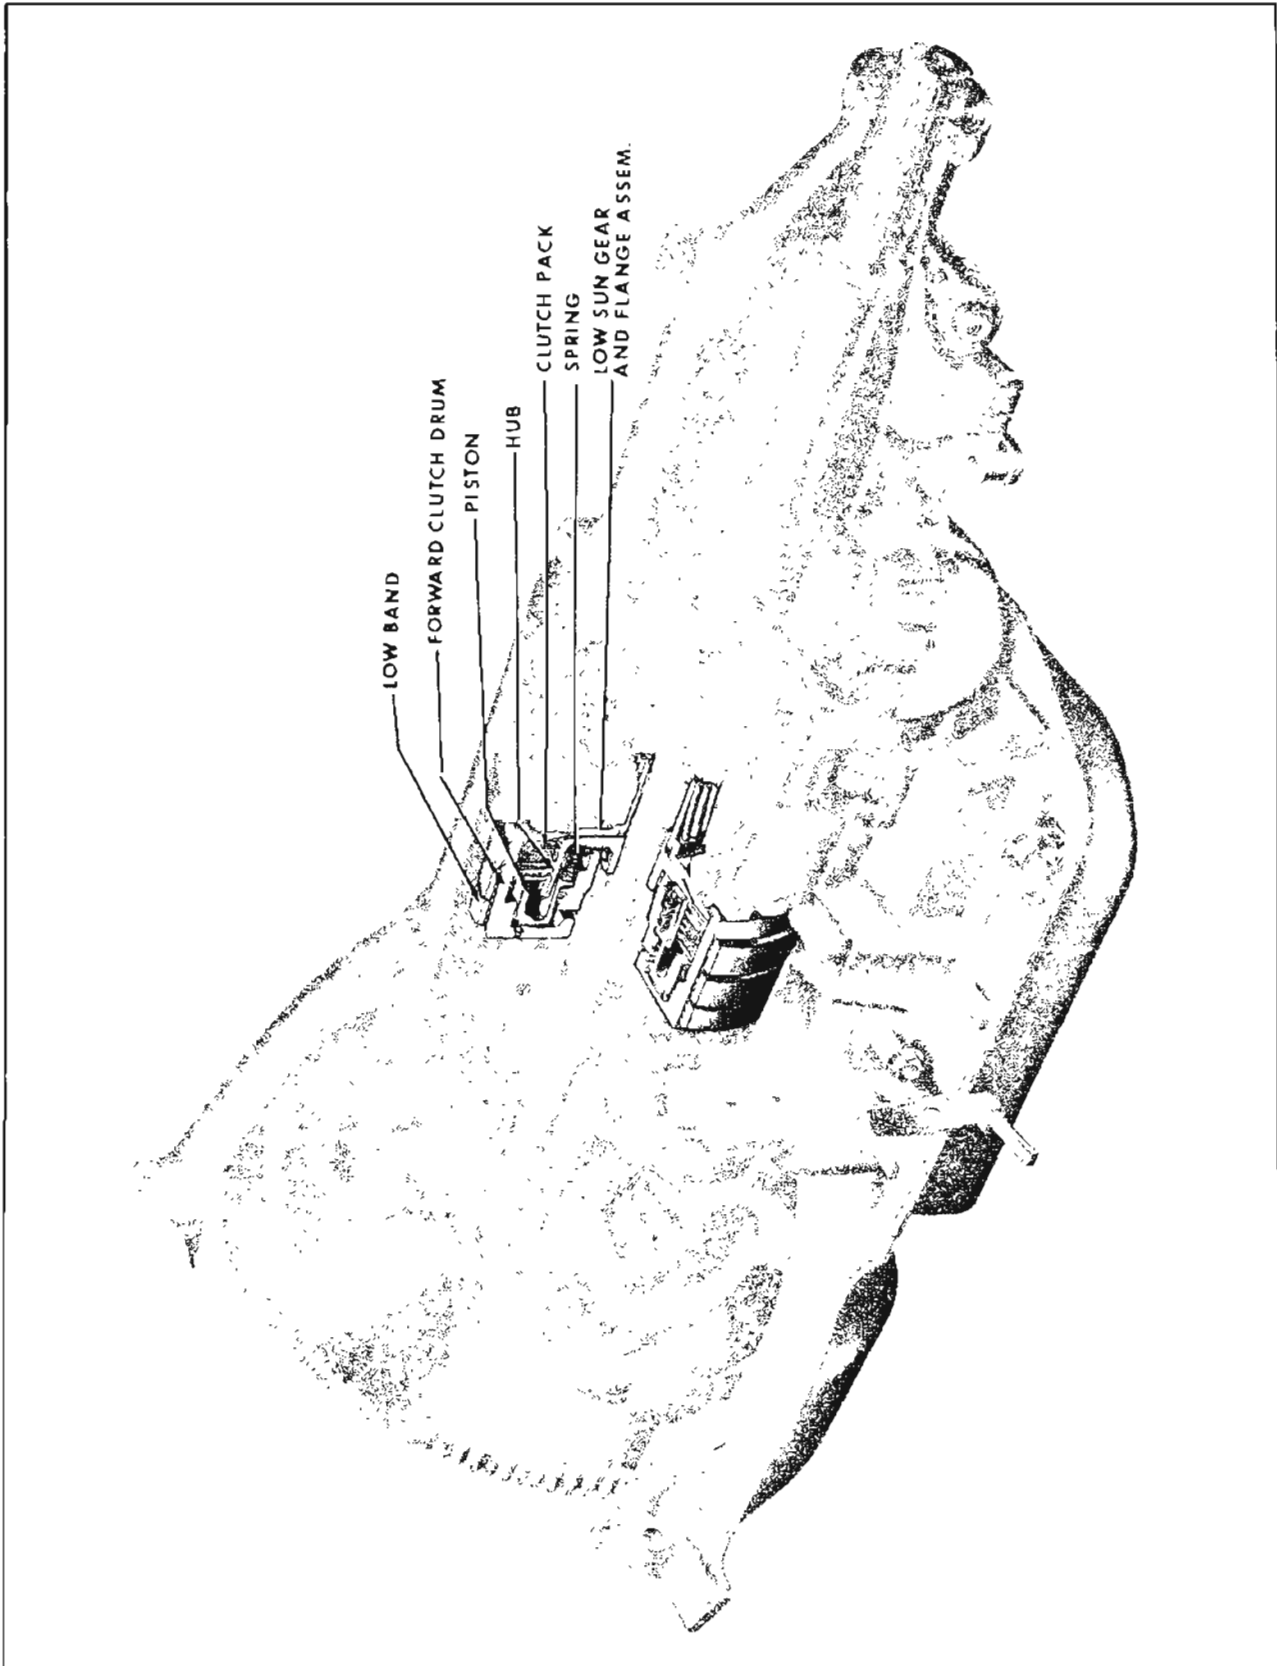 LOW BAND
FORWARD CLUTCH DRUM
PISTON
HUB
CLUTCH PACK
SPRING
LOW SUN GEAR
AND FLANGE ASSEM.